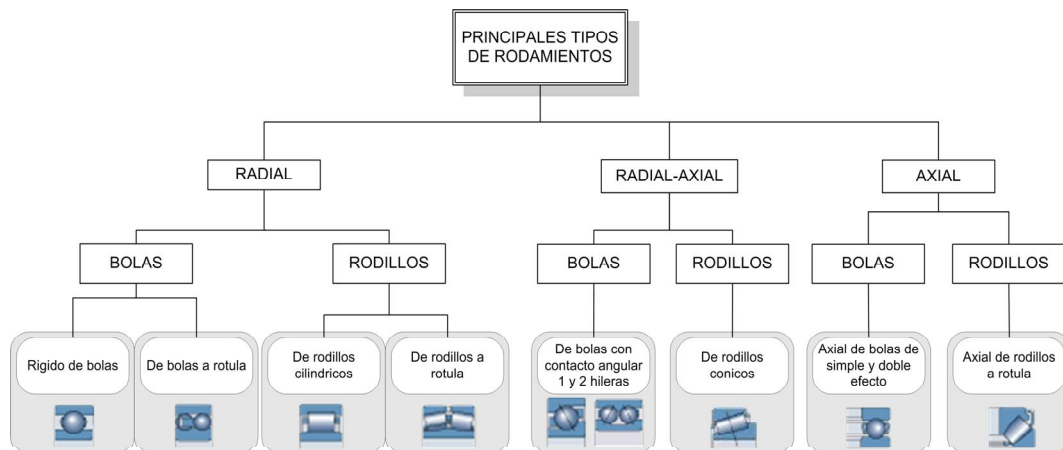 PRINCIPALES TIPOS
DE RODAMIENTOS
RADIAL
RADIAL-AXIAL
AXIAL
BOLAS
RODILLOS
BOLAS
RODILLOS
BOLAS
RODILLOS
Rigido de bolas
De bolas a rotula
De rodillos
cilindricos
De rodillos a
rotula
De bolas con
contacto angular
1 y 2 hileras
De rodillos
conicos
Axial de bolas de
simple y doble
efecto
Axial de rodillos
a rotula